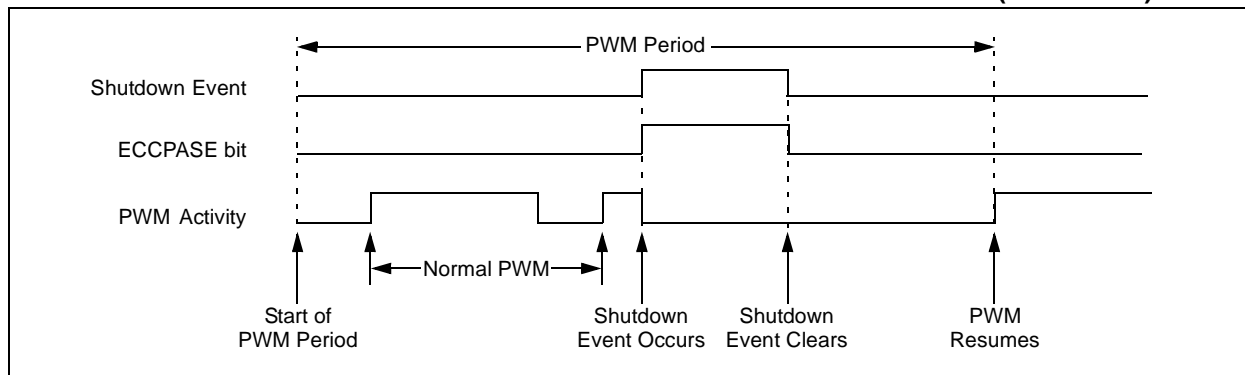 PWM Period
Shutdown Event
ECCPASE bit
PWM Activity
Normal PWM
Start of
PWM Period
Shutdown
Event Occurs
Shutdown
Event Clears
PWM
Resumes